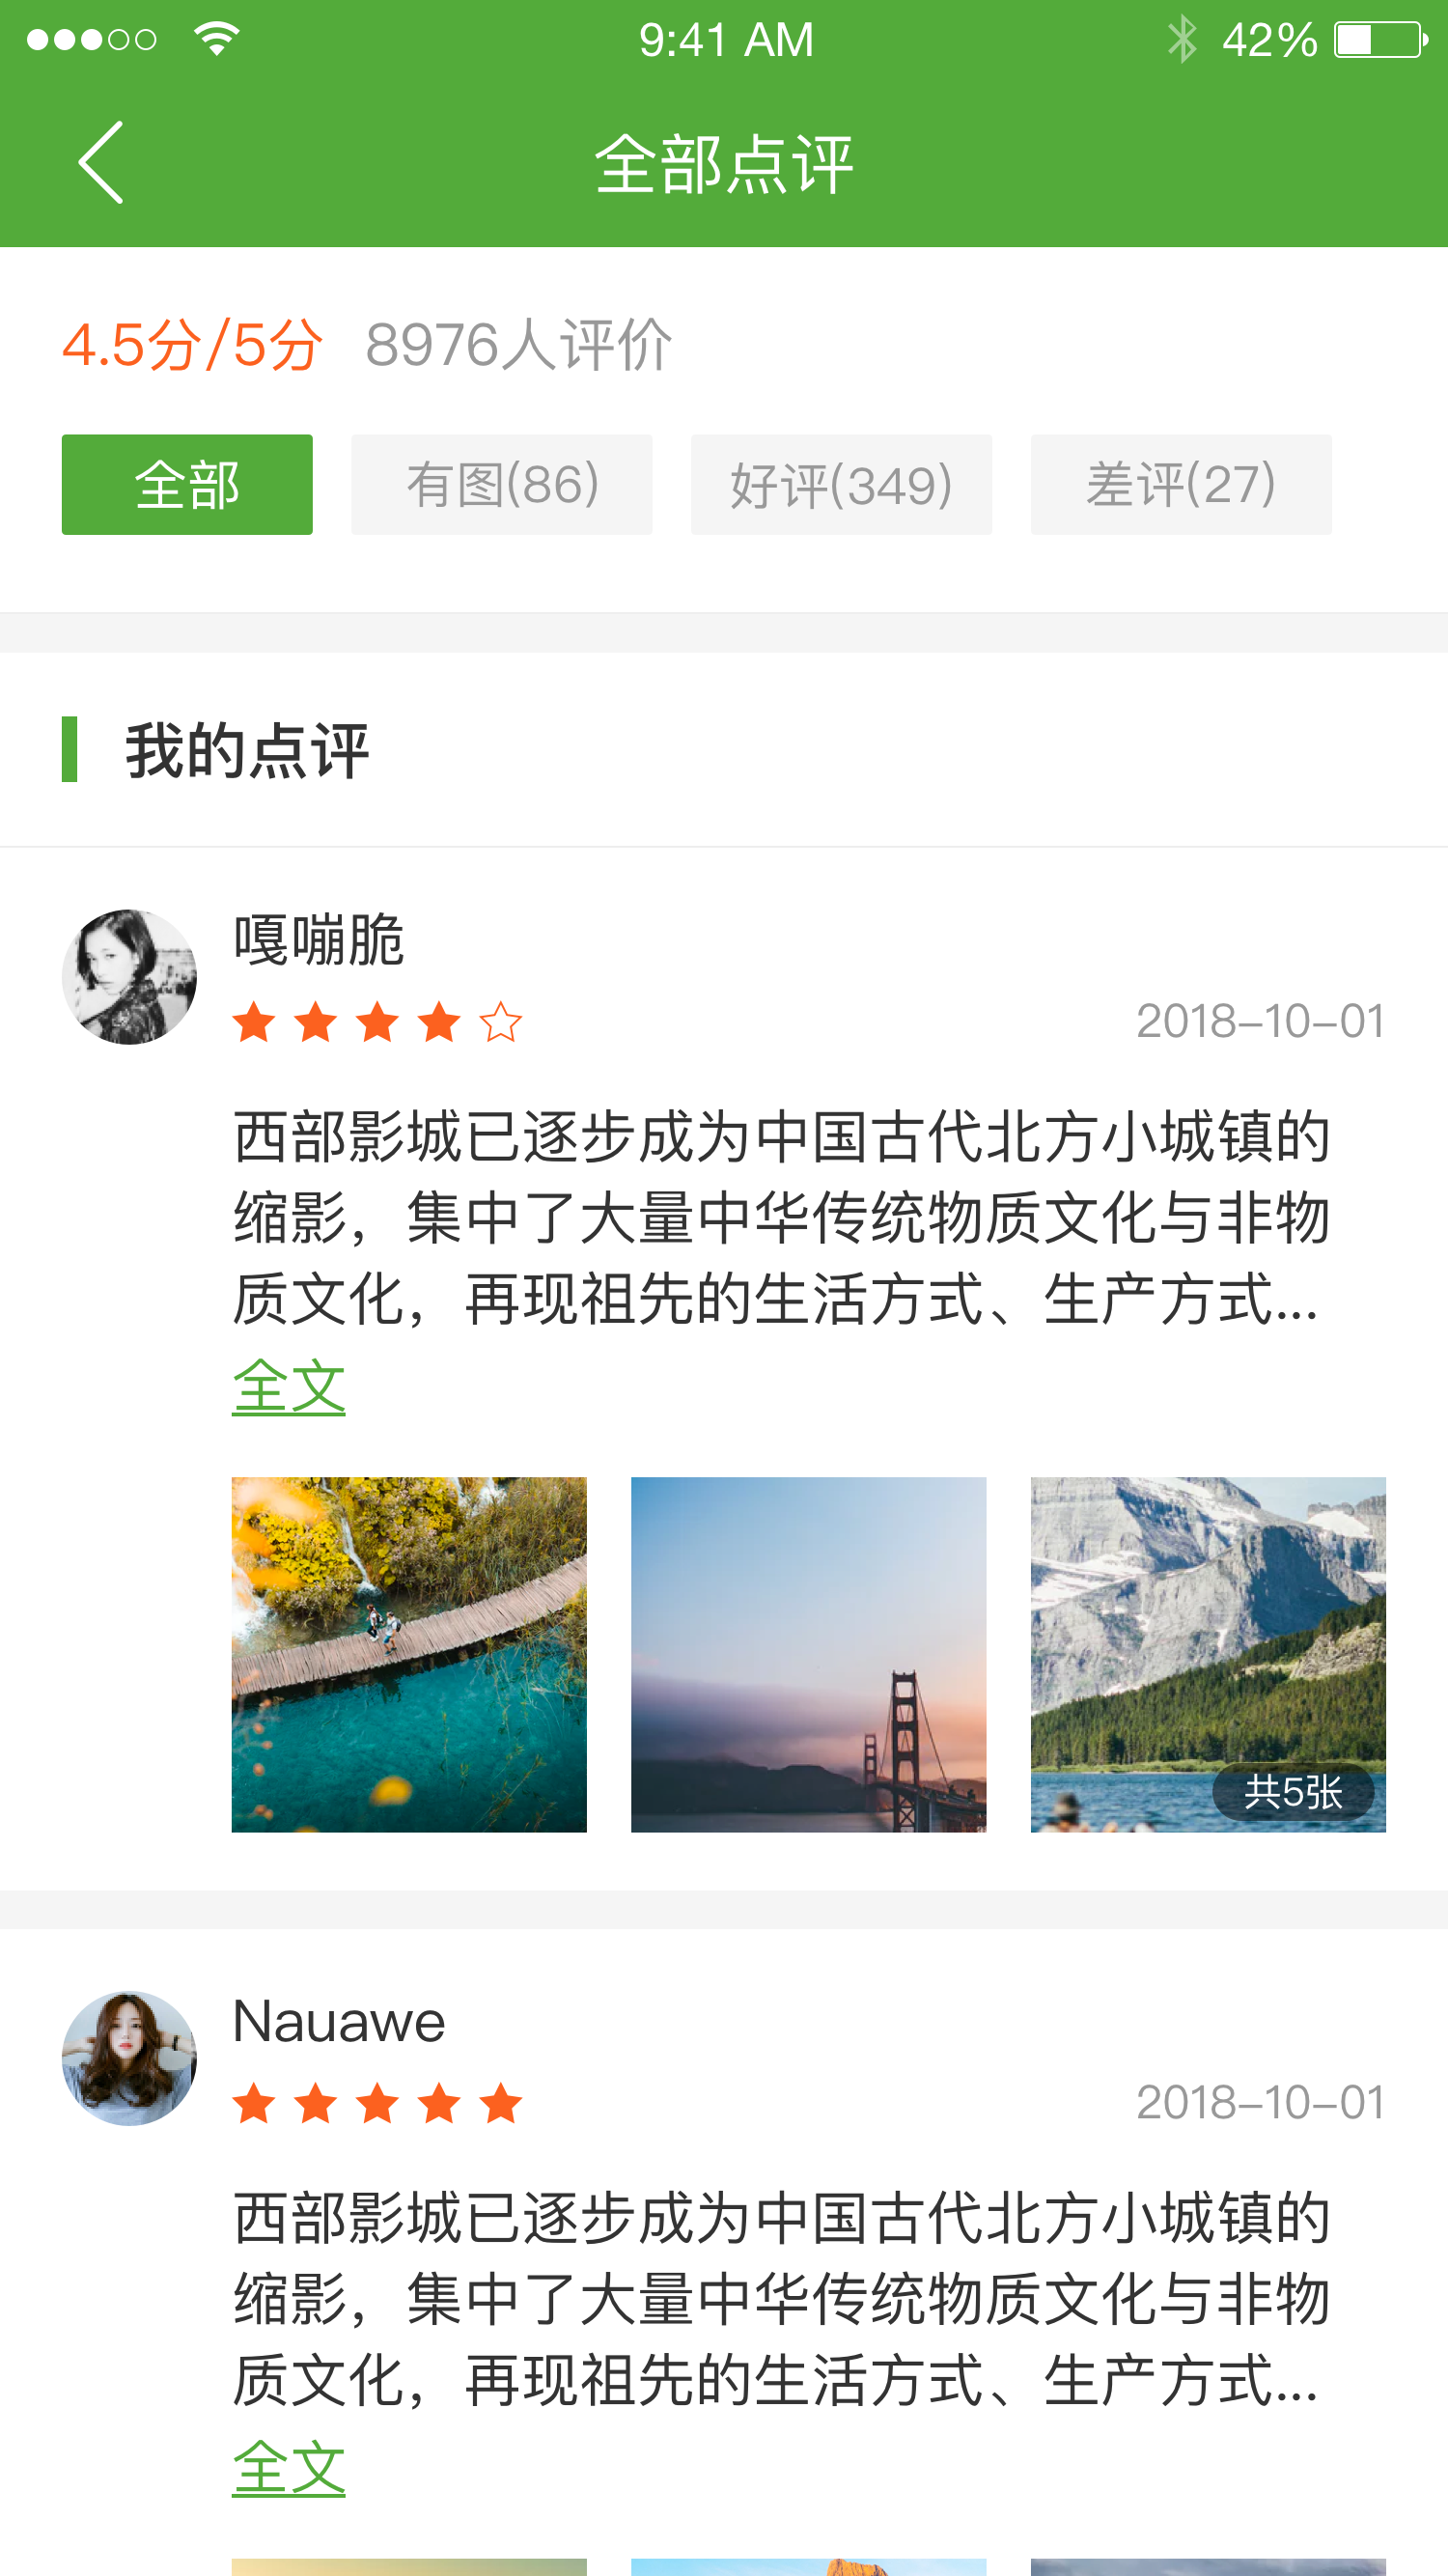 9:41 AM
42%
全部点评
4.5分/5分 8976人评价
全部 有图(86) 好评(349) 差评(27)
我的点评
嘎嘣脆
2018-10-01
西部影城已逐步成为中国古代北方小城镇的
缩影，集中了大量中华传统物质文化与非物
质文化，再现祖先的生活方式、生产方式...
全文
共5张
Nauawe
2018-10-01
西部影城已逐步成为中国古代北方小城镇的
缩影，集中了大量中华传统物质文化与非物
质文化，再现祖先的生活方式、生产方式...
全文